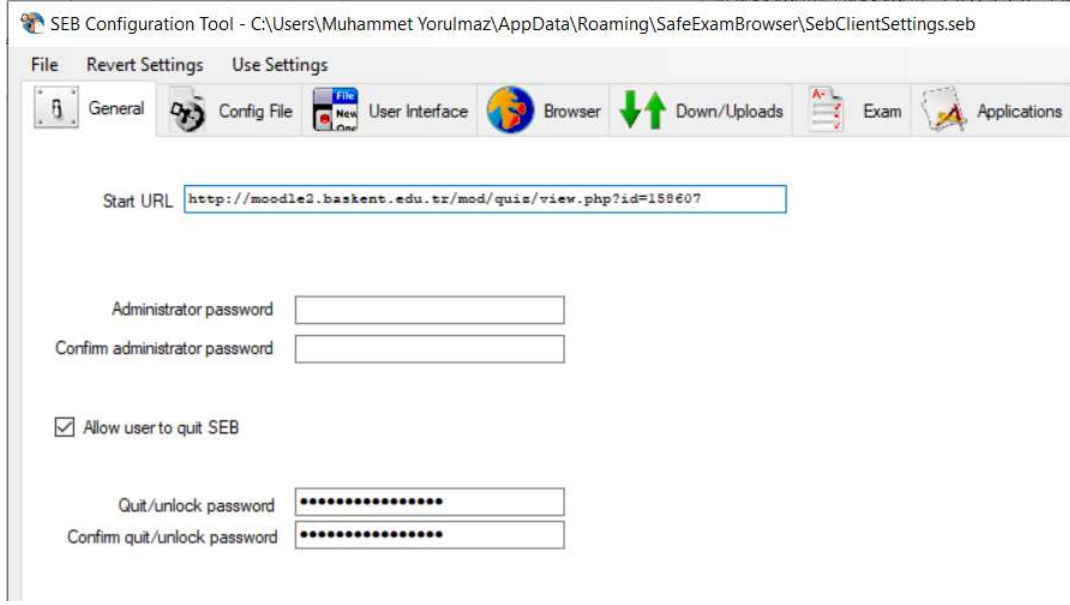 SEB Configuration Tool - C:\Users\Muhammet Yorulmaz\AppData\Roaming\SafeExamBrowser\SebClientSettings.seb
File Revert Settings Use Settings
General Config File User Interface Browser Down/Uploads Exam Applications
Start URL http://moodle2.baskent.edu.tr/mod/quiz/view.php?id=158607
Administrator password
Confirm administrator password
Allow user to quit SEB
Quit/unlock password ••••••••••••••••
Confirm quit/unlock password ••••••••••••••••